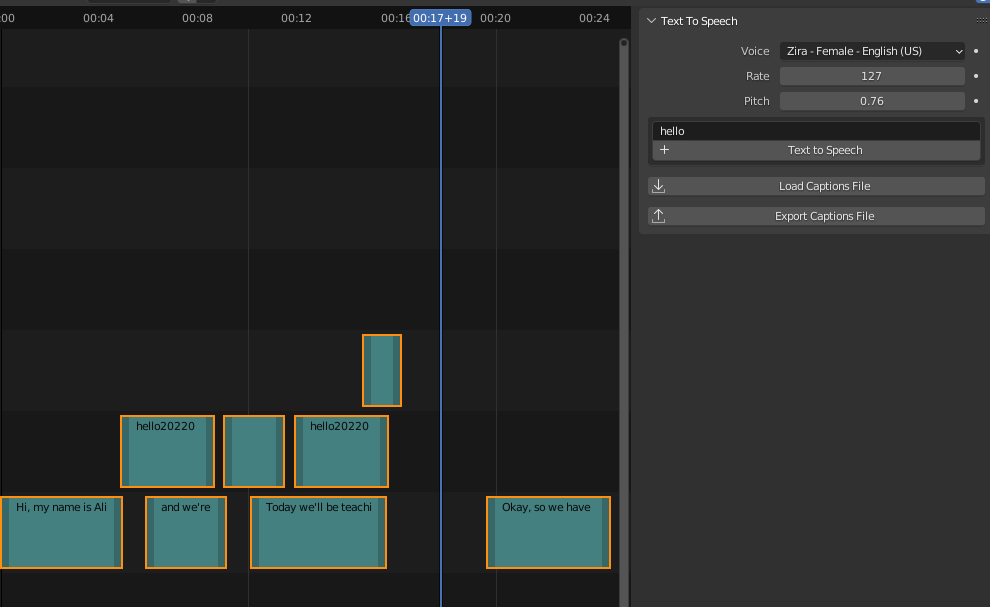 :00 00:04 00:08 00:12 00:16 00:17+19 00:20 00:24
Text To Speech
Voice Zira - Female - English (US)
Rate 127
Pitch 0.76
hello
Text to Speech
Load Captions File
Export Captions File
hello20220 hello20220
Hi, my name is Ali and we're Today we'll be teachi Okay, so we have